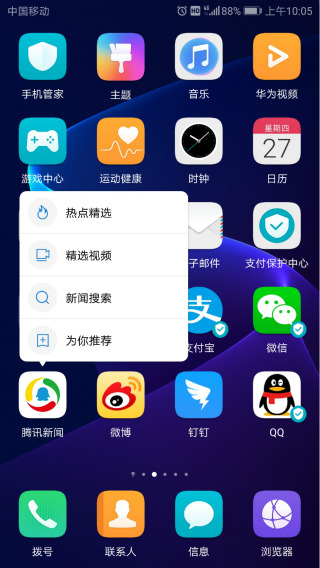 中国移动
HD 4G 88% 上午10:05
手机管家
主题
音乐
华为视频
星期四
27
游戏中心
运动健康
时钟
日历
热点精选
精选视频
新闻搜索
为你推荐
子邮件
支付保护中心
支
支付宝
微信
腾讯新闻
微博
钉钉
QQ
拨号
联系人
信息
浏览器